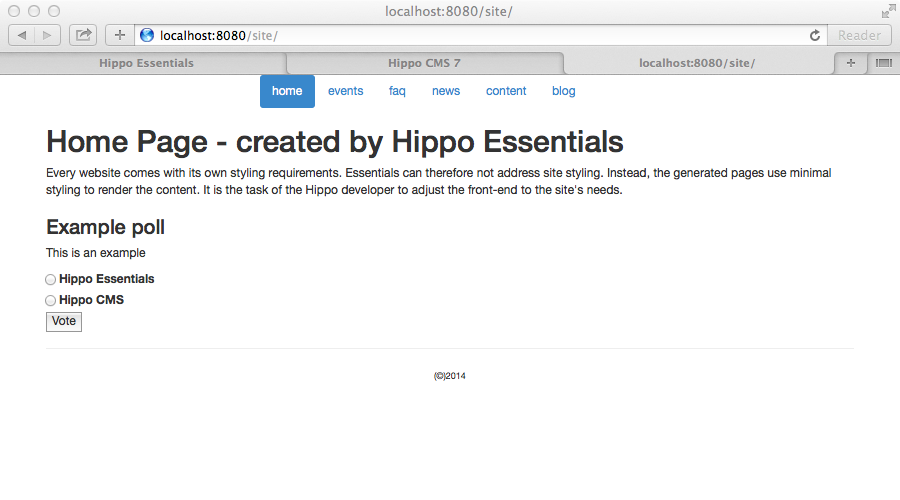 localhost:8080/site/
localhost:8080/site/
Reader
Hippo Essentials
Hippo CMS 7
localhost:8080/site/
home
events
faq
news
content
blog
Home Page - created by Hippo Essentials
Every website comes with its own styling requirements. Essentials can therefore not address site styling. Instead, the generated pages use minimal
styling to render the content. It is the task of the Hippo developer to adjust the front-end to the site's needs.
Example poll
This is an example
Hippo Essentials
Hippo CMS
Vote
(©)2014